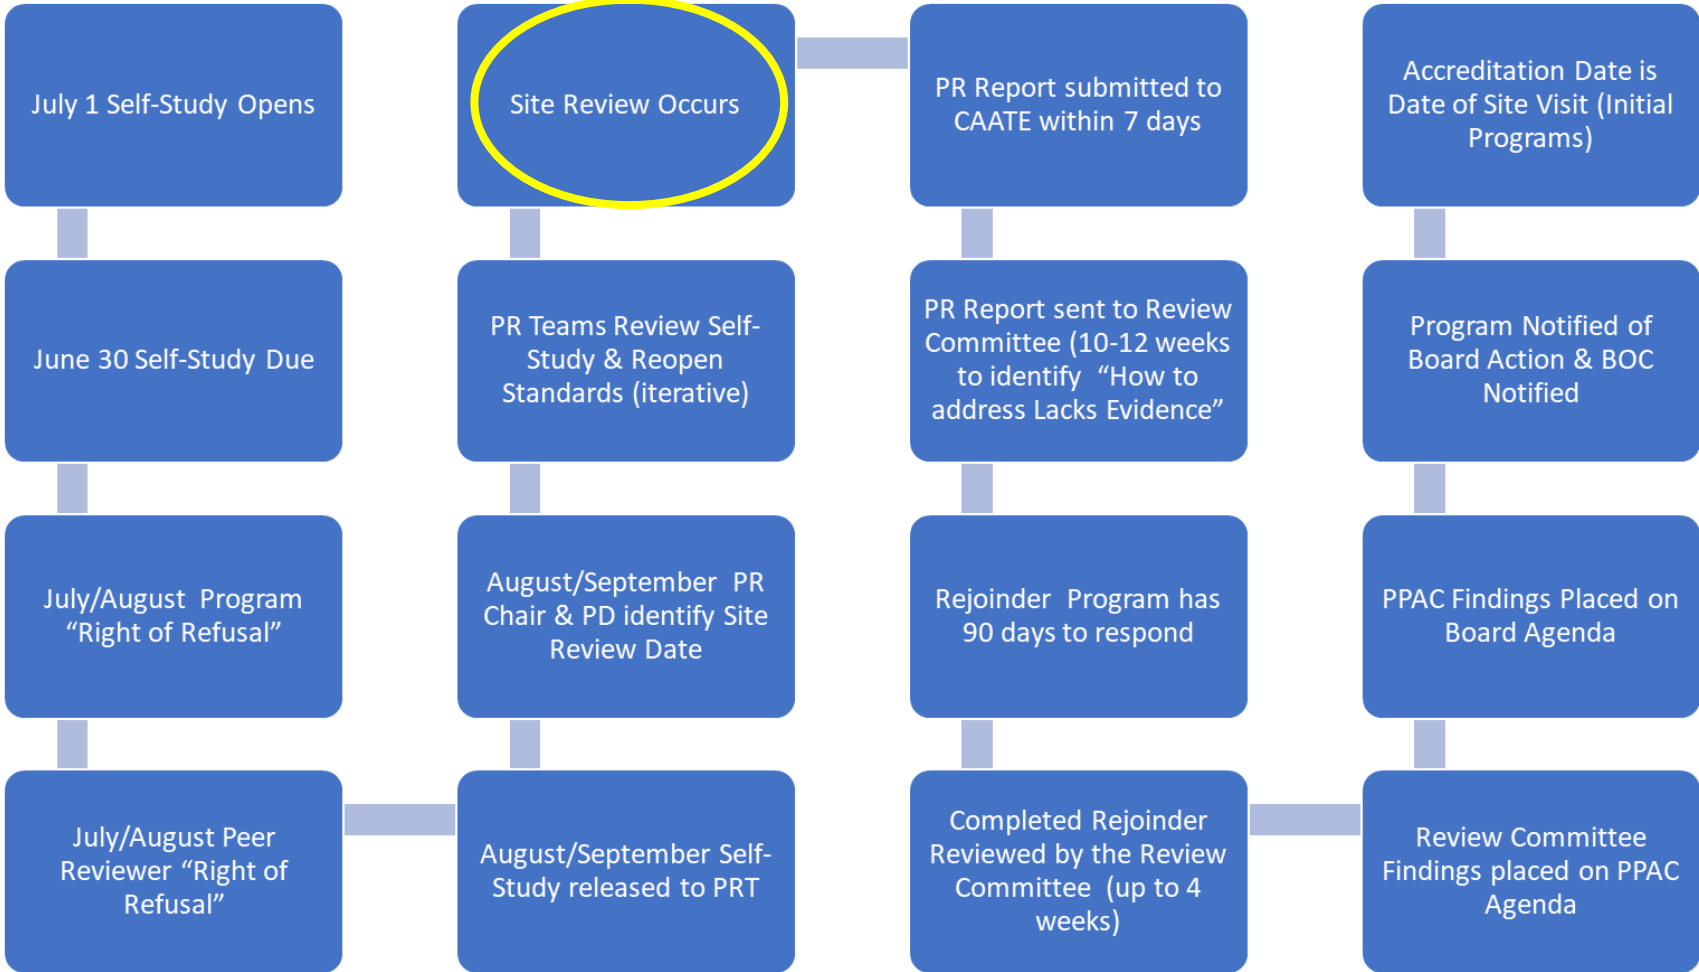 July 1 Self-Study Opens
June 30 Self-Study Due
July/August Program
“Right of Refusal”
July/August Peer
Reviewer “Right of
Refusal”
August/September Self-
Study released to PRT
August/September PR
Chair & PD identify Site
Review Date
PR Teams Review Self-
Study & Reopen
Standards (iterative)
Site Review Occurs
PR Report submitted to
CAATE within 7 days
PR Report sent to Review
Committee (10-12 weeks
to identify “How to
address Lacks Evidence”
Rejoinder Program has
90 days to respond
Completed Rejoinder
Reviewed by the Review
Committee (up to 4
weeks)
Review Committee
Findings placed on PPAC
Agenda
PPAC Findings Placed on
Board Agenda
Program Notified of
Board Action & BOC
Notified
Accreditation Date is
Date of Site Visit (Initial
Programs)